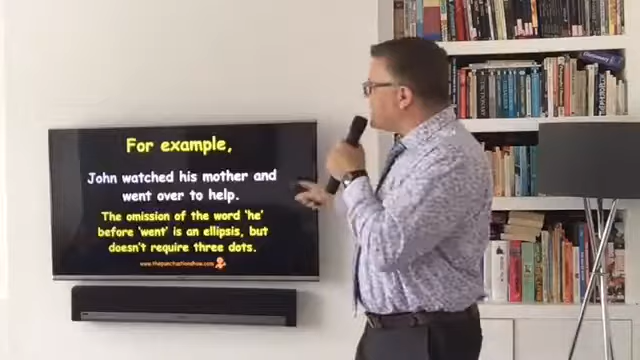 For example,
John watched his mother and
went over to help.
The omission of the word 'he'
before 'went' is an ellipsis, but
doesn't require three dots.